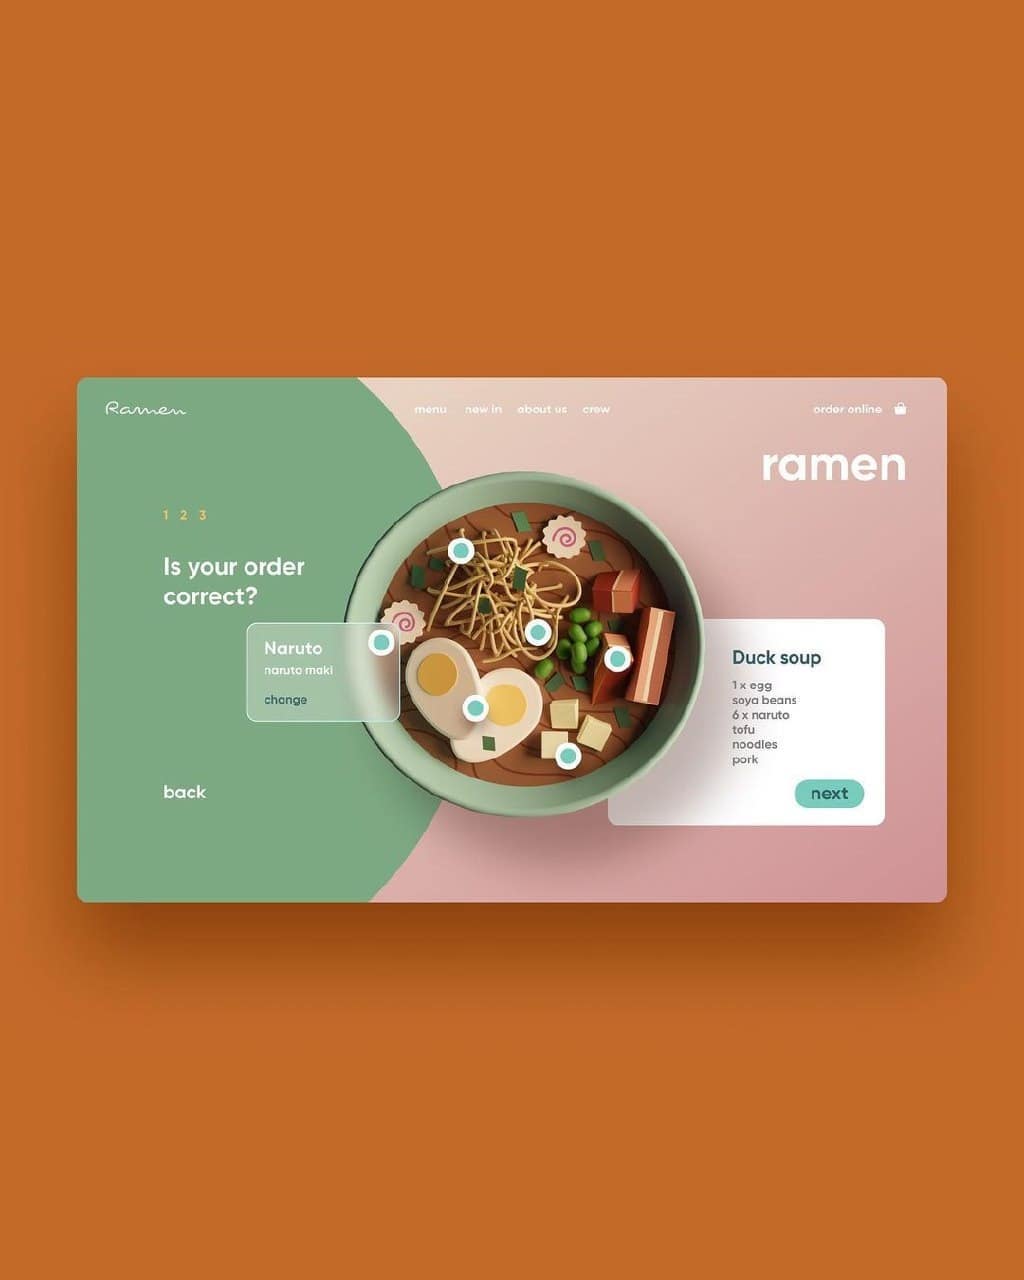 Ramen
menu new in about us crew
order online
ramen
1 2 3
Is your order
correct?
Naruto
naruto maki
change
back
Duck soup
1 x egg
soya beans
6 x naruto
tofu
noodles
pork
next